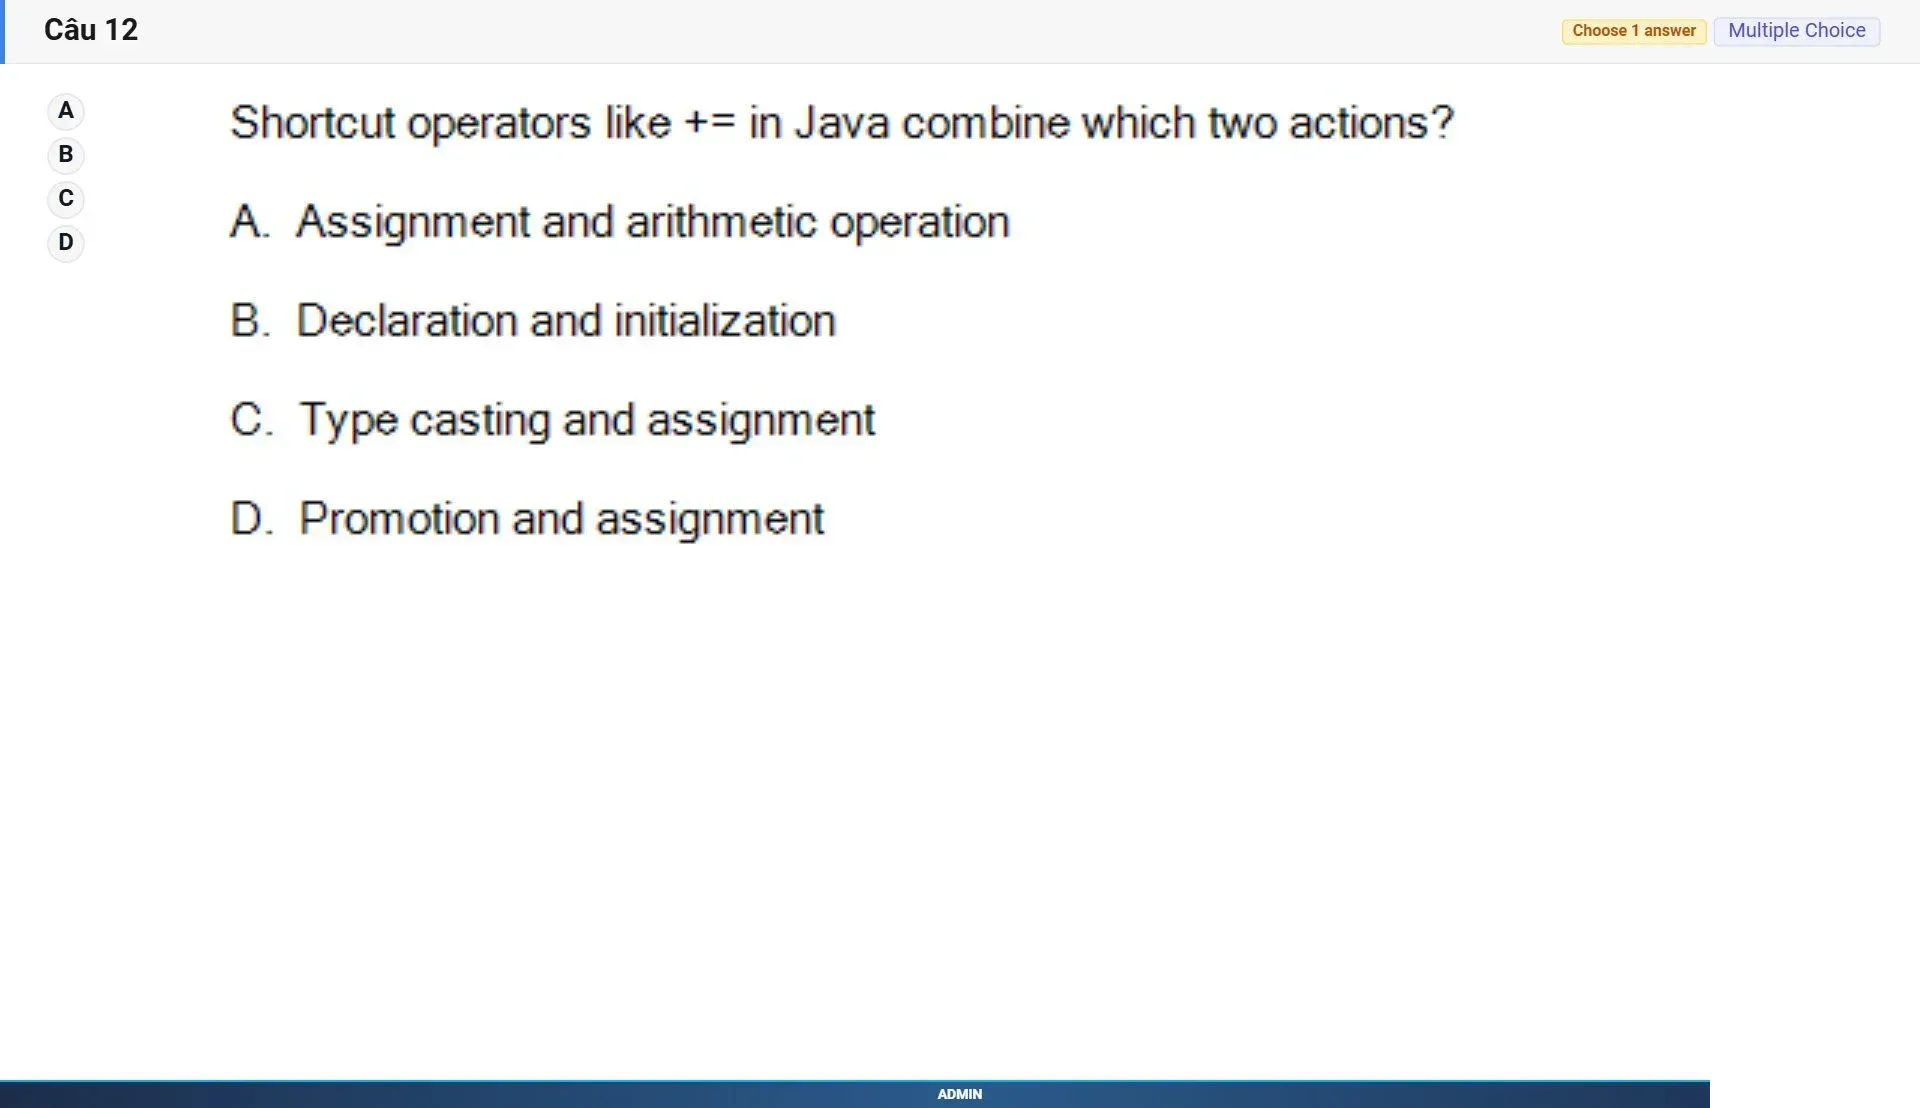 Câu 12
Choose 1 answer
Multiple Choice
A
B
C
D
Shortcut operators like += in Java combine which two actions?
A. Assignment and arithmetic operation
B. Declaration and initialization
C. Type casting and assignment
D. Promotion and assignment
ADMIN